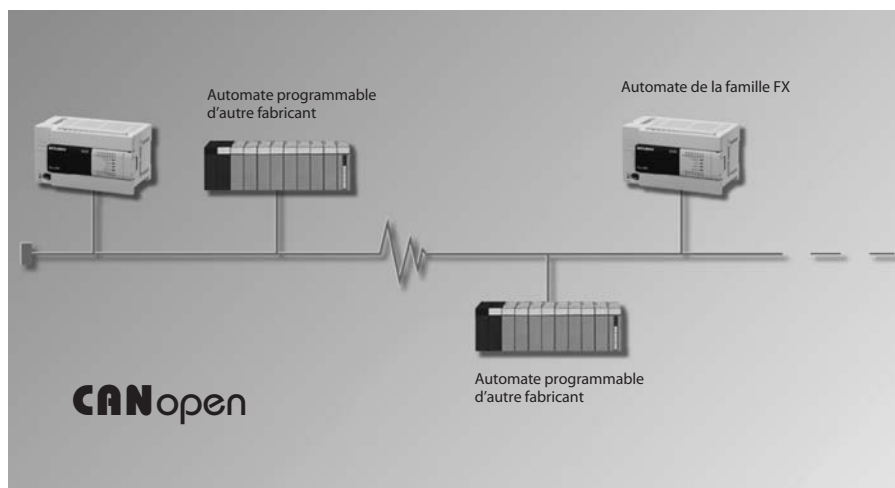 Automate programmable
d'autre fabricant
Automate de la famille FX
Automate programmable
d'autre fabricant
CANopen